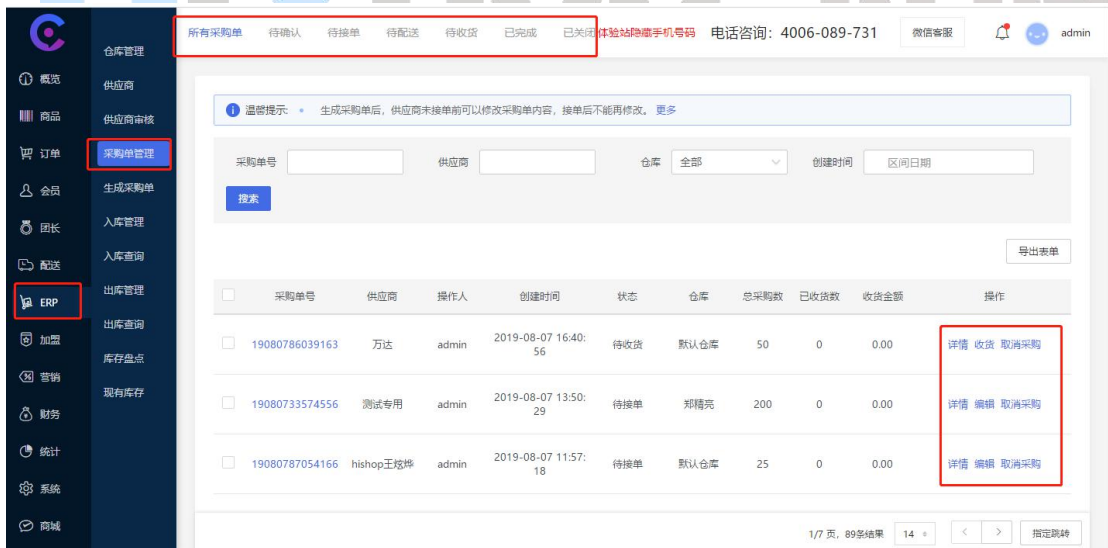 所有采购单 待确认 待接单 待配送 待收货 已完成 已关闭 体验站隐藏手机号码 电话咨询：4006-089-731 微信客服 admin
概览
商品
订单
会员
团长
配送
ERP
加盟
营销
财务
统计
系统
商城
仓库管理
供应商
供应商审核
采购单管理
生成采购单
入库管理
入库查询
出库管理
出库查询
库存盘点
现有库存
温馨提示： 生成采购单后，供应商未接单前可以修改采购单内容，接单后不能再修改。 更多
采购单号 供应商 仓库 全部 创建时间 区间日期
搜索
导出表单
采购单号 供应商 操作人 创建时间 状态 仓库 总采购数 已收货数 收货金额 操作
19080786039163 万达 admin 2019-08-07 16:40:56 待收货 默认仓库 50 0 0.00 详情 收货 取消采购
19080733574556 测试专用 admin 2019-08-07 13:50:29 待接单 郑精亮 200 0 0.00 详情 编辑 取消采购
19080787054166 hishop王炫烨 admin 2019-08-07 11:57:18 待接单 默认仓库 25 0 0.00 详情 编辑 取消采购
1/7 页，89条结果 14 < > 指定跳转